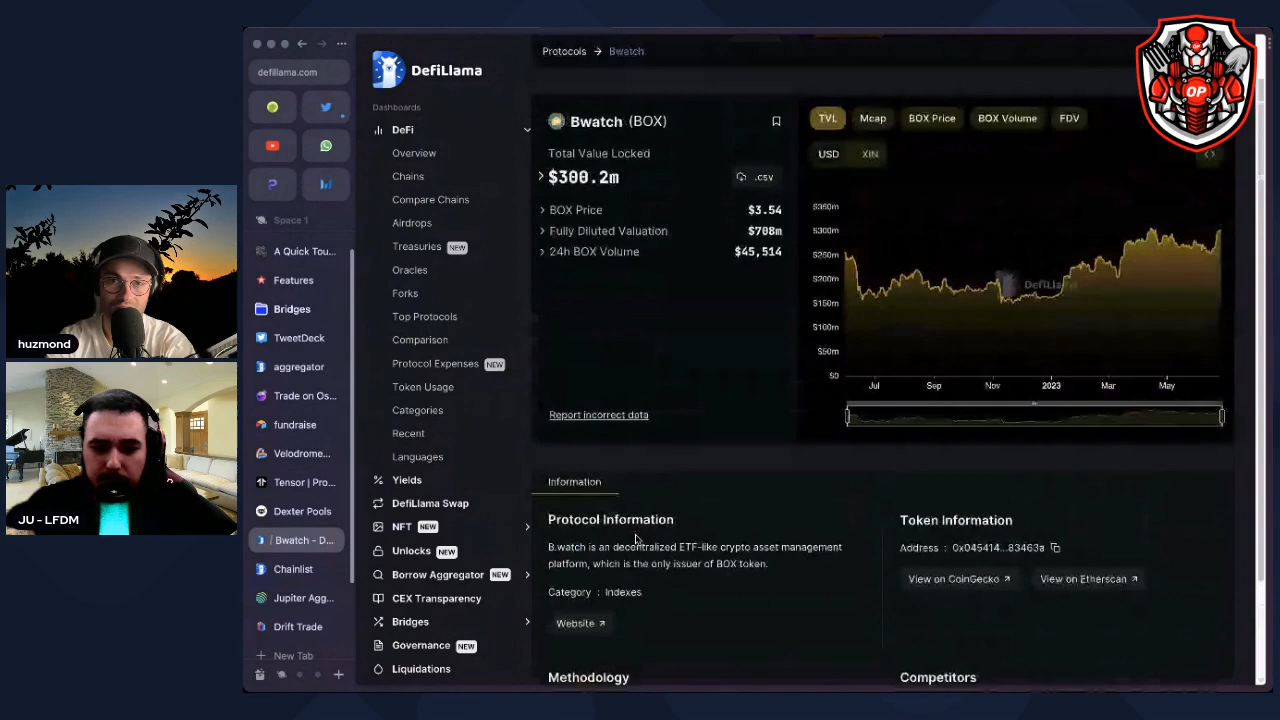 defillama.com
Space 1
A Quick Tou...
Features
Bridges
TweetDeck
aggregator
Trade on Os...
fundraise
Velodrome...
Tensor | Pro...
Dexter Pools
/ Bwatch - D...
Chainlist
Jupiter Agg...
Drift Trade
New Tab
DefiLlama
Dashboards
DeFi
Overview
Chains
Compare Chains
Airdrops
Treasuries NEW
Oracles
Forks
Top Protocols
Comparison
Protocol Expenses NEW
Token Usage
Categories
Recent
Languages
Yields
DefiLlama Swap
NFT NEW
Unlocks NEW
Borrow Aggregator NEW
CEX Transparency
Bridges
Governance NEW
Liquidations
Protocols → Bwatch
Bwatch (BOX)
Total Value Locked
$300.2m
.csv
BOX Price $3.54
Fully Diluted Valuation $708m
24h BOX Volume $45,514
Report incorrect data
TVL Mcap BOX Price BOX Volume FDV
USD XIN
$350m
$300m
$250m
$200m
$150m
$100m
$50m
$0
DefiLlama
Jul Sep Nov 2023 Mar May
Information
Protocol Information
B.watch is an decentralized ETF-like crypto asset management
platform, which is the only issuer of BOX token.
Category : Indexes
Website
Methodology
Token Information
Address : 0x045414...83463a
View on CoinGecko View on Etherscan
Competitors
OP
OP
huzmond
JU - LFDM